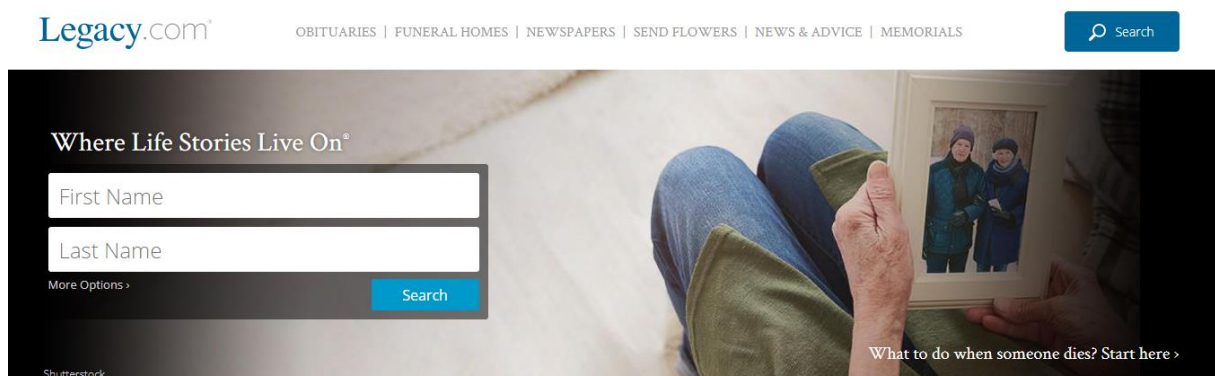 Legacy.com®
OBITUARIES | FUNERAL HOMES | NEWSPAPERS | SEND FLOWERS | NEWS & ADVICE | MEMORIALS
Search
Where Life Stories Live On®
First Name
Last Name
More Options ›
Search
What to do when someone dies? Start here ›
Shutterstock